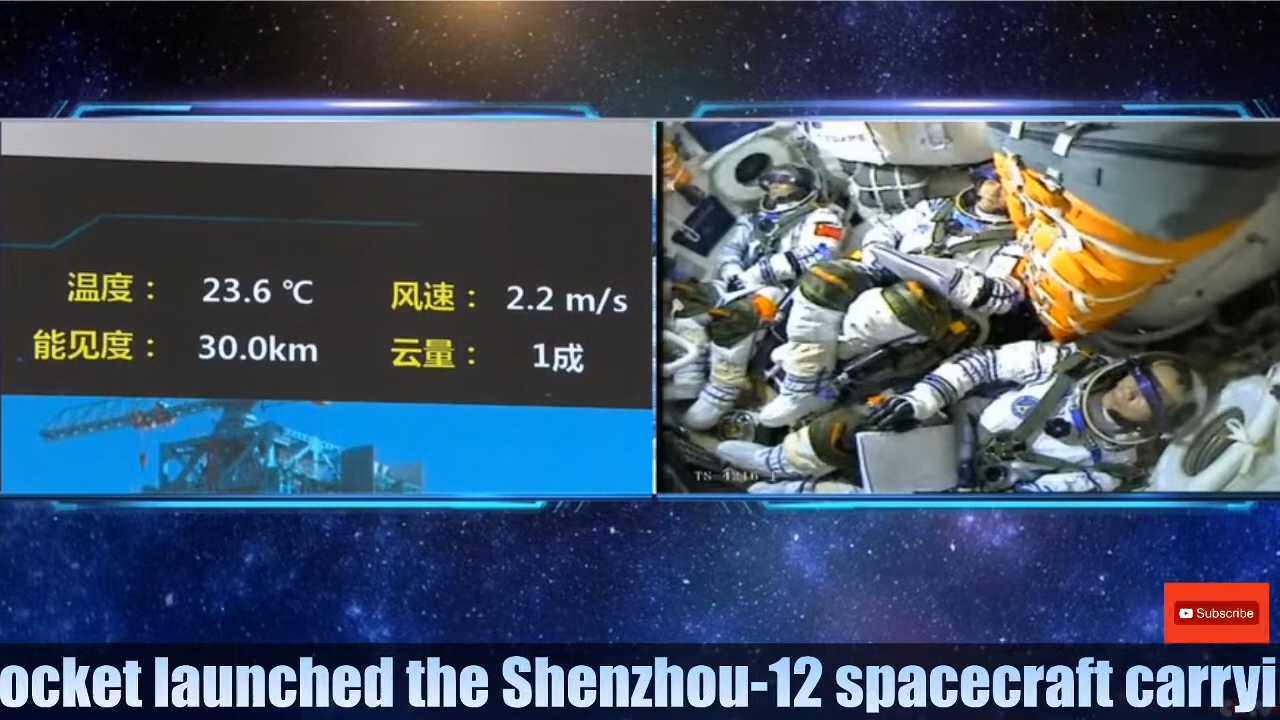 温度： 23.6 ℃ 风速： 2.2 m/s
能见度： 30.0km 云量： 1成
Subscribe
ocket launched the Shenzhou-12 spacecraft carryi